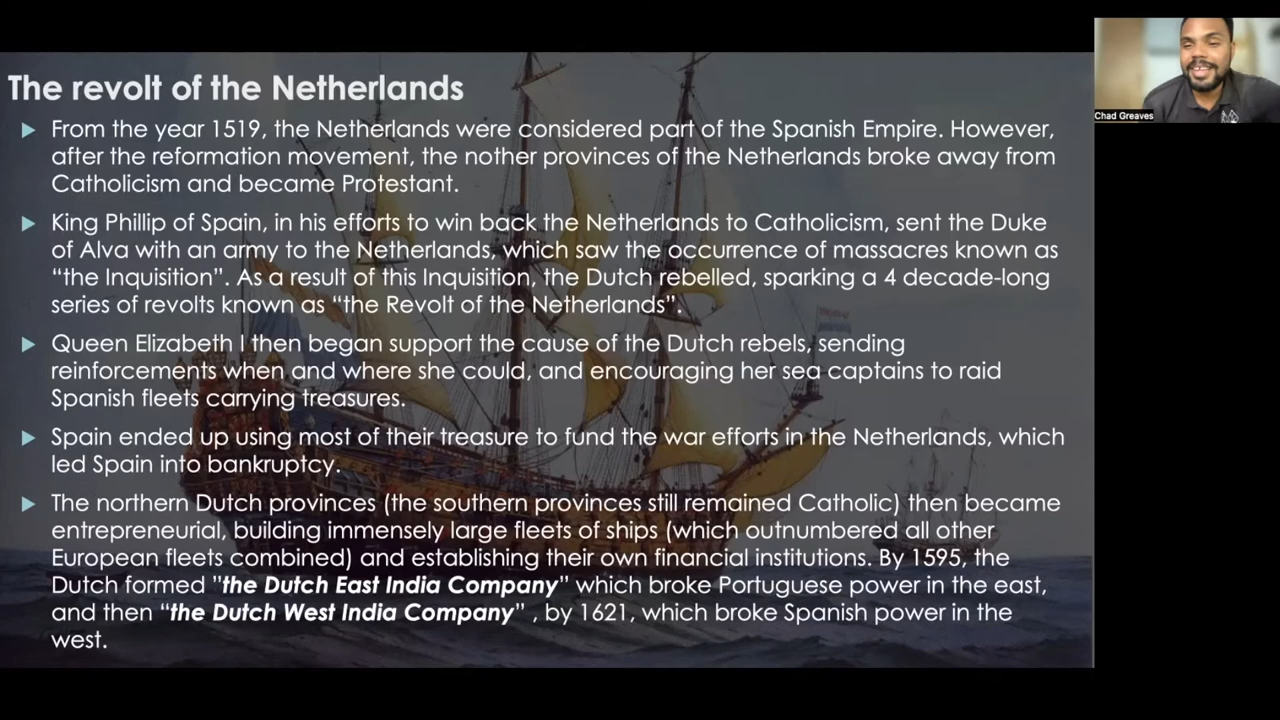 The revolt of the Netherlands
From the year 1519, the Netherlands were considered part of the Spanish Empire. However,
after the reformation movement, the nother provinces of the Netherlands broke away from
Catholicism and became Protestant.
King Phillip of Spain, in his efforts to win back the Netherlands to Catholicism, sent the Duke
of Alva with an army to the Netherlands, which saw the occurrence of massacres known as
“the Inquisition”. As a result of this Inquisition, the Dutch rebelled, sparking a 4 decade-long
series of revolts known as “the Revolt of the Netherlands”.
Queen Elizabeth I then began support the cause of the Dutch rebels, sending
reinforcements when and where she could, and encouraging her sea captains to raid
Spanish fleets carrying treasures.
Spain ended up using most of their treasure to fund the war efforts in the Netherlands, which
led Spain into bankruptcy.
The northern Dutch provinces (the southern provinces still remained Catholic) then became
entrepreneurial, building immensely large fleets of ships (which outnumbered all other
European fleets combined) and establishing their own financial institutions. By 1595, the
Dutch formed ”the Dutch East India Company” which broke Portuguese power in the east,
and then “the Dutch West India Company” , by 1621, which broke Spanish power in the
west.
Chad Greaves